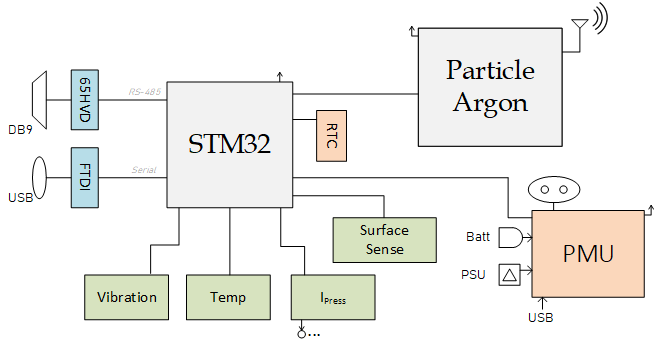 Particle
Argon
65HVD
RS-485
DB9
STM32
RTC
FTDI
Serial
USB
Surface
Sense
Batt
PMU
PSU
Vibration
Temp
IPress
USB
...